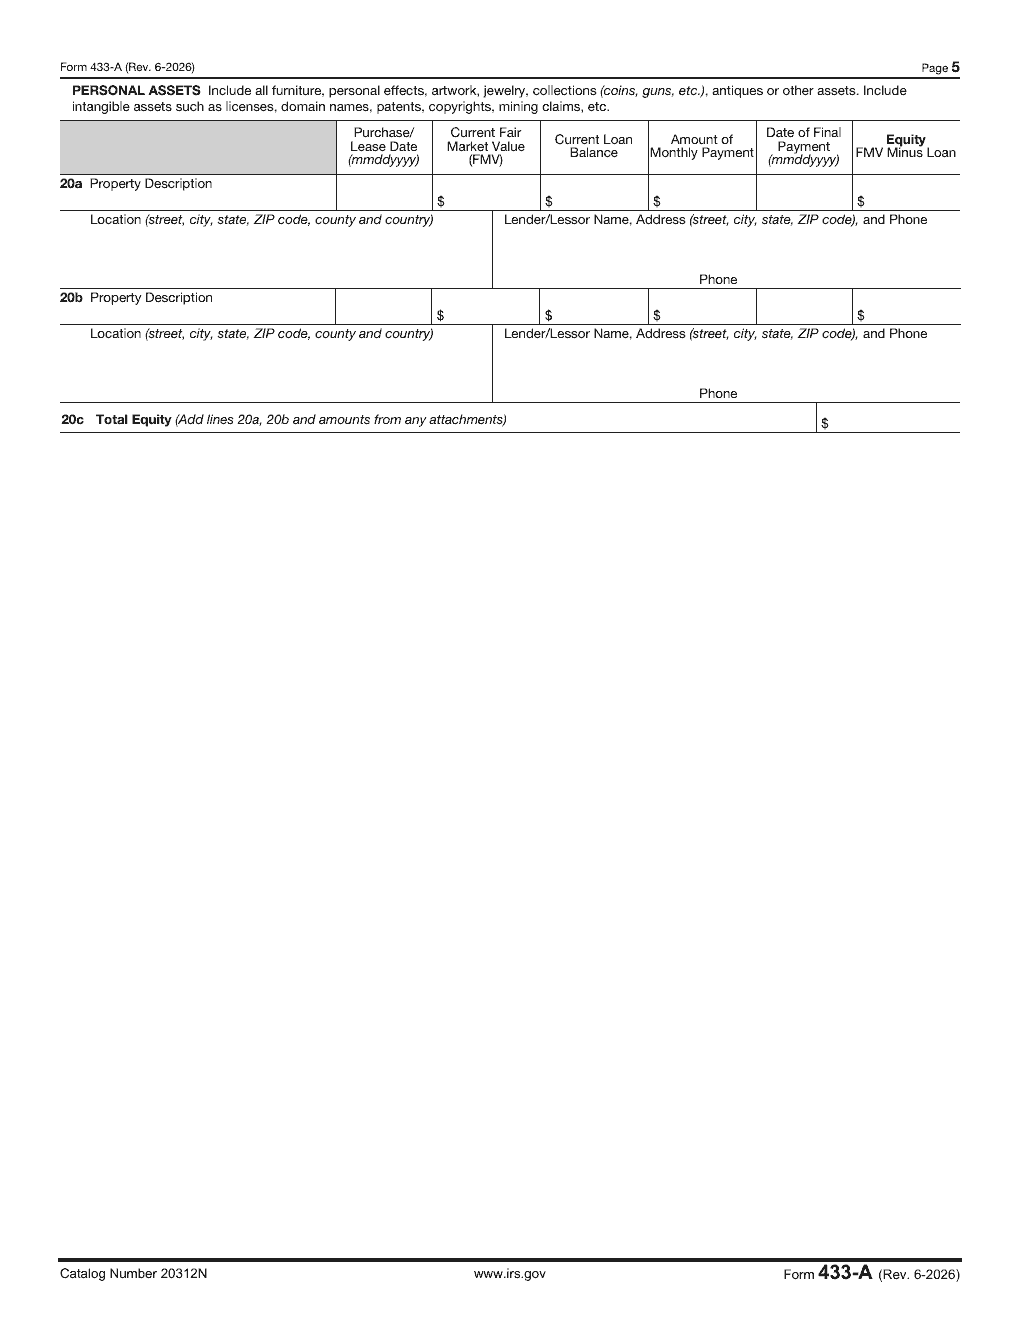 Form 433-A (Rev. 6-2026) Page 5
PERSONAL ASSETS Include all furniture, personal effects, artwork, jewelry, collections (coins, guns, etc.), antiques or other assets. Include
intangible assets such as licenses, domain names, patents, copyrights, mining claims, etc.
Purchase/
Lease Date
(mmddyyyy)
Current Fair
Market Value
(FMV)
Current Loan
Balance
Amount of
Monthly Payment
Date of Final
Payment
(mmddyyyy)
Equity
FMV Minus Loan
20a Property Description
$ $ $ $
Location (street, city, state, ZIP code, county and country) Lender/Lessor Name, Address (street, city, state, ZIP code), and Phone
Phone
20b Property Description
$ $ $ $
Location (street, city, state, ZIP code, county and country) Lender/Lessor Name, Address (street, city, state, ZIP code), and Phone
Phone
20c Total Equity (Add lines 20a, 20b and amounts from any attachments) $
Catalog Number 20312N www.irs.gov Form 433-A (Rev. 6-2026)